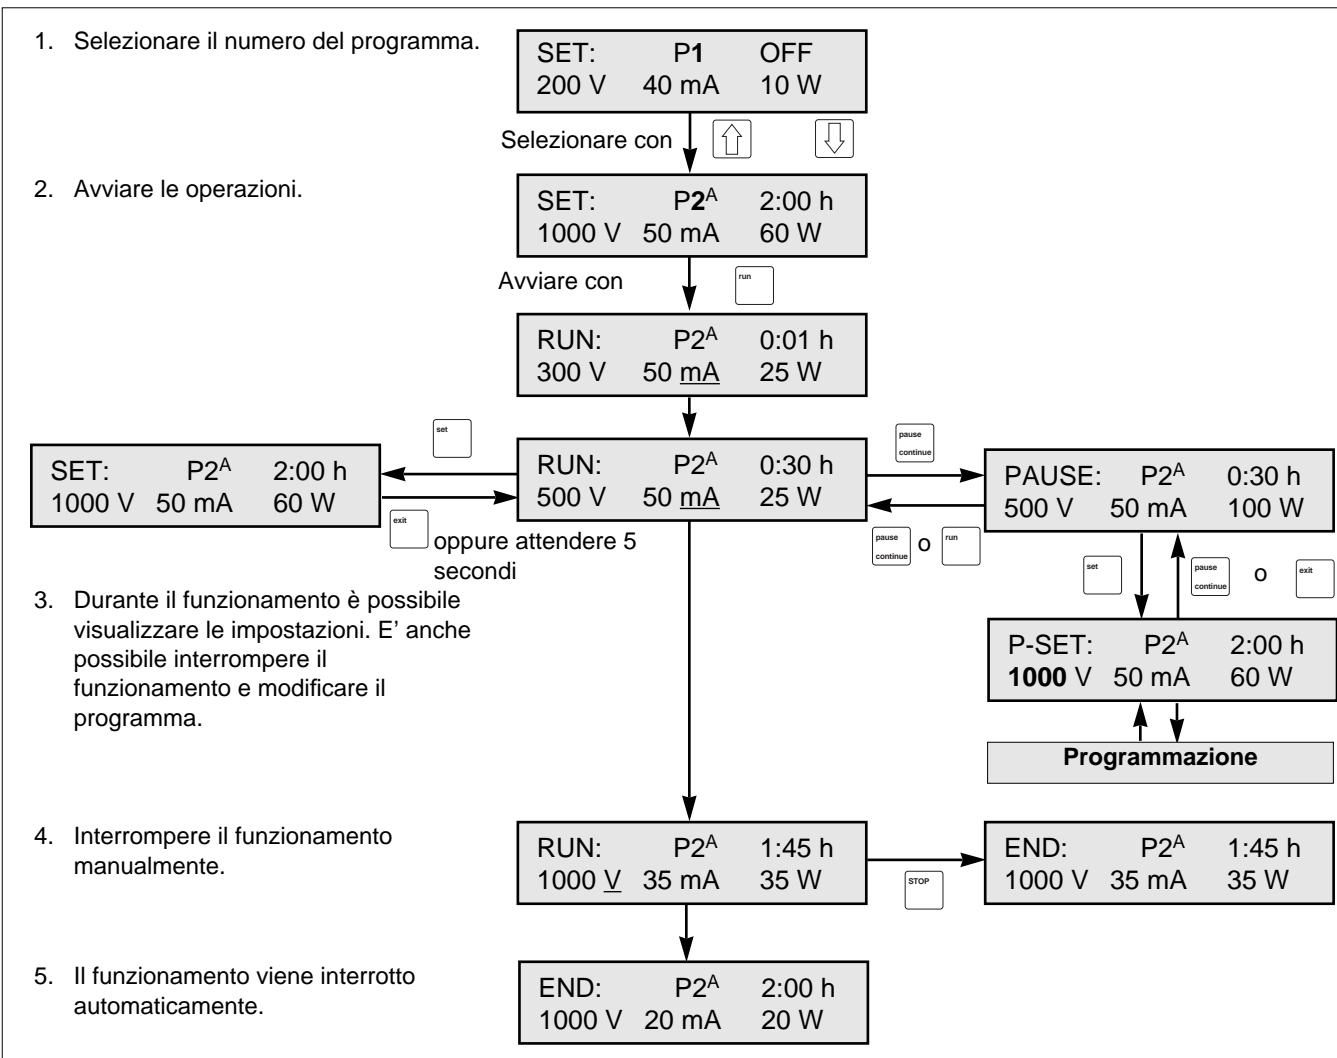 1. Selezionare il numero del programma.
SET: P1 OFF
200 V 40 mA 10 W
Selezionare con
2. Avviare le operazioni.
SET: P2ᴬ 2:00 h
1000 V 50 mA 60 W
Avviare con
run
RUN: P2ᴬ 0:01 h
300 V 50 mA 25 W
set
SET: P2ᴬ 2:00 h
1000 V 50 mA 60 W
exit
oppure attendere 5
secondi
RUN: P2ᴬ 0:30 h
500 V 50 mA 25 W
pause
continue
PAUSE: P2ᴬ 0:30 h
500 V 50 mA 100 W
pause
continue
o
run
set
pause
continue
o
exit
3. Durante il funzionamento è possibile
visualizzare le impostazioni. E' anche
possibile interrompere il
funzionamento e modificare il
programma.
P-SET: P2ᴬ 2:00 h
1000 V 50 mA 60 W
Programmazione
4. Interrompere il funzionamento
manualmente.
RUN: P2ᴬ 1:45 h
1000 V 35 mA 35 W
STOP
END: P2ᴬ 1:45 h
1000 V 35 mA 35 W
5. Il funzionamento viene interrotto
automaticamente.
END: P2ᴬ 2:00 h
1000 V 20 mA 20 W